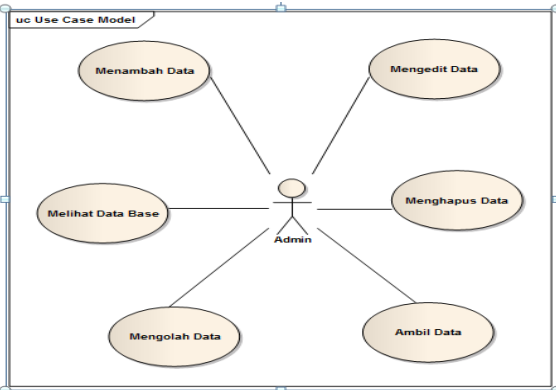 uc Use Case Model
Menambah Data
Mengedit Data
Melihat Data Base
Menghapus Data
Admin
Mengolah Data
Ambil Data